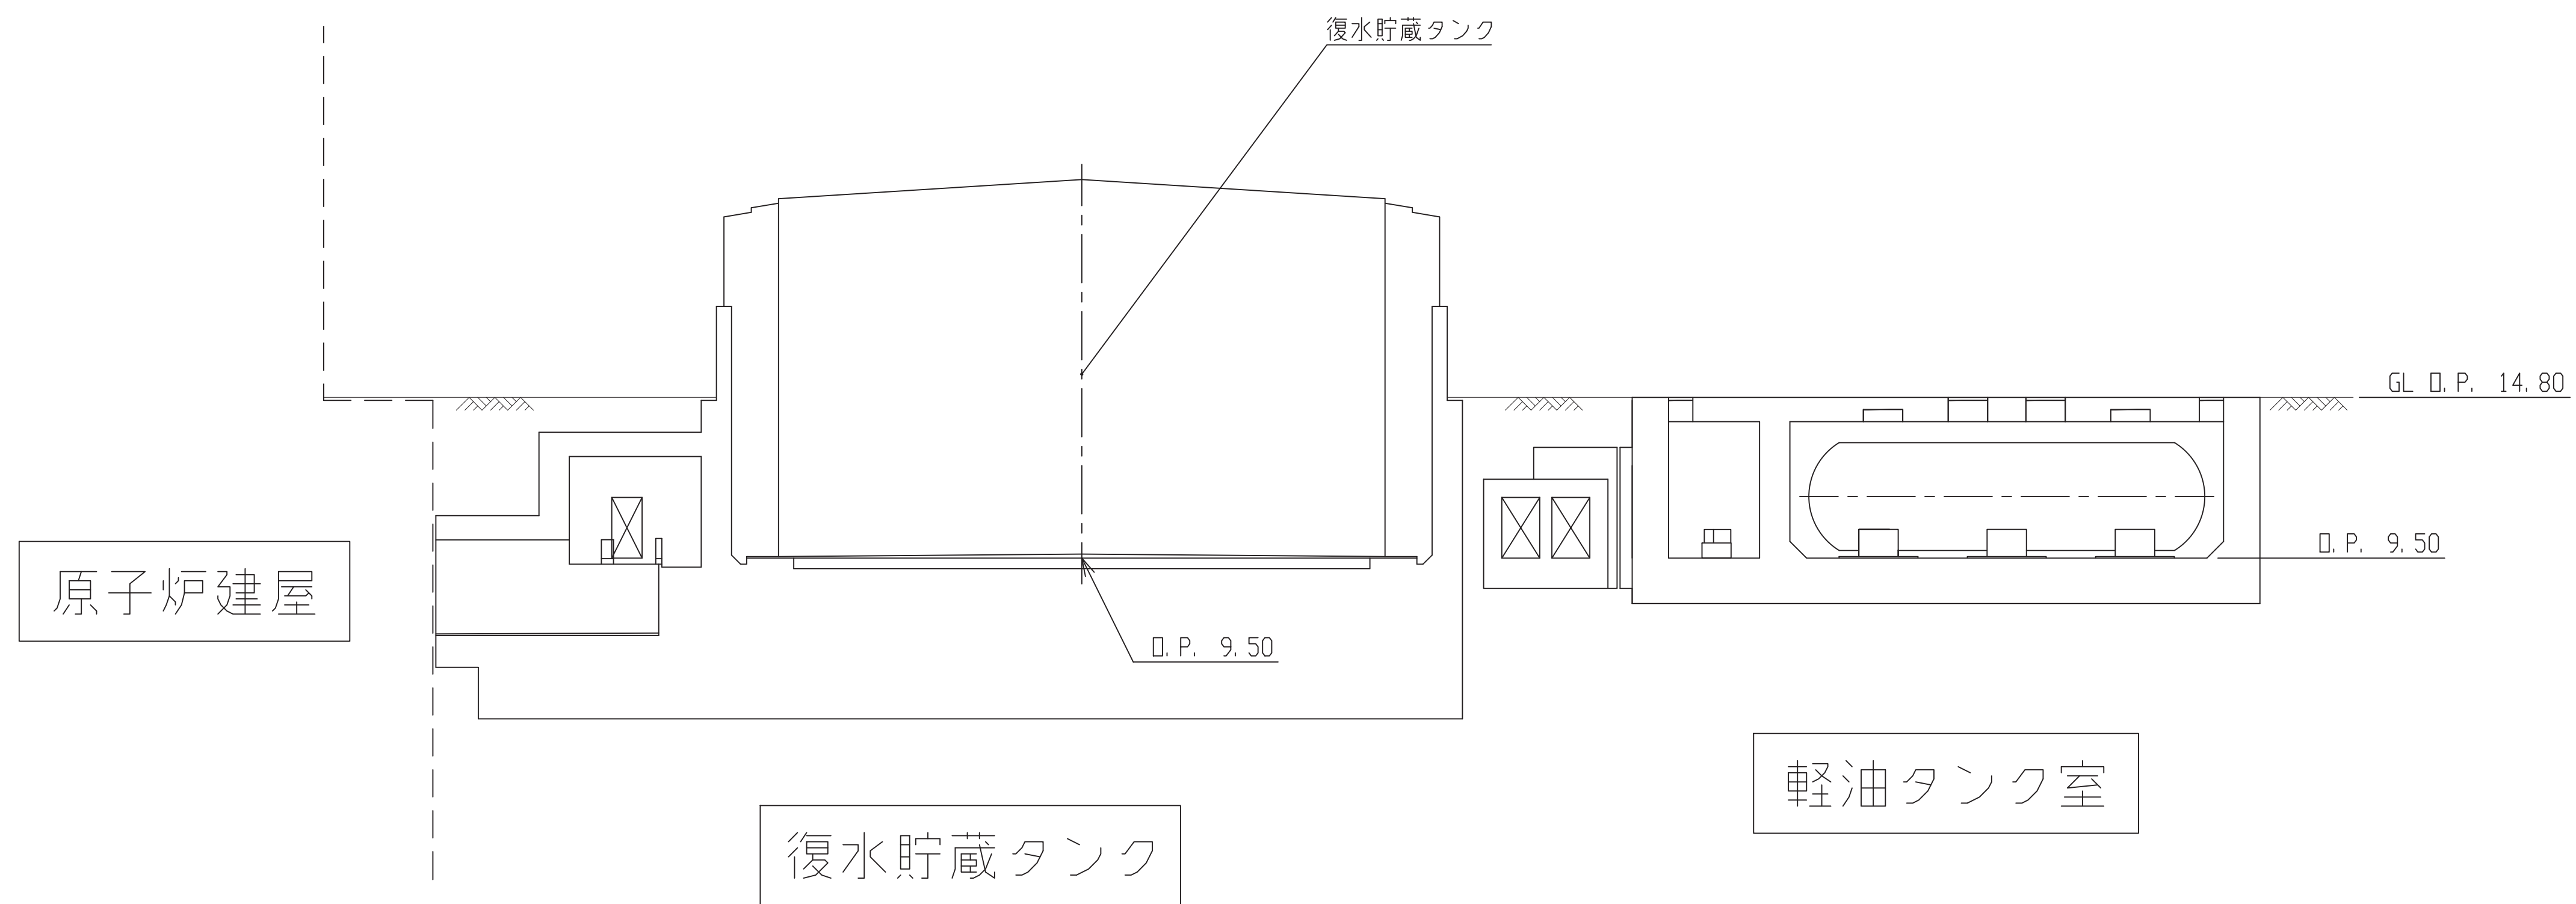 復水貯蔵タンク
GL O.P. 14.80
O.P. 9.50
原子炉建屋
O.P. 9.50
軽油タンク室
復水貯蔵タンク